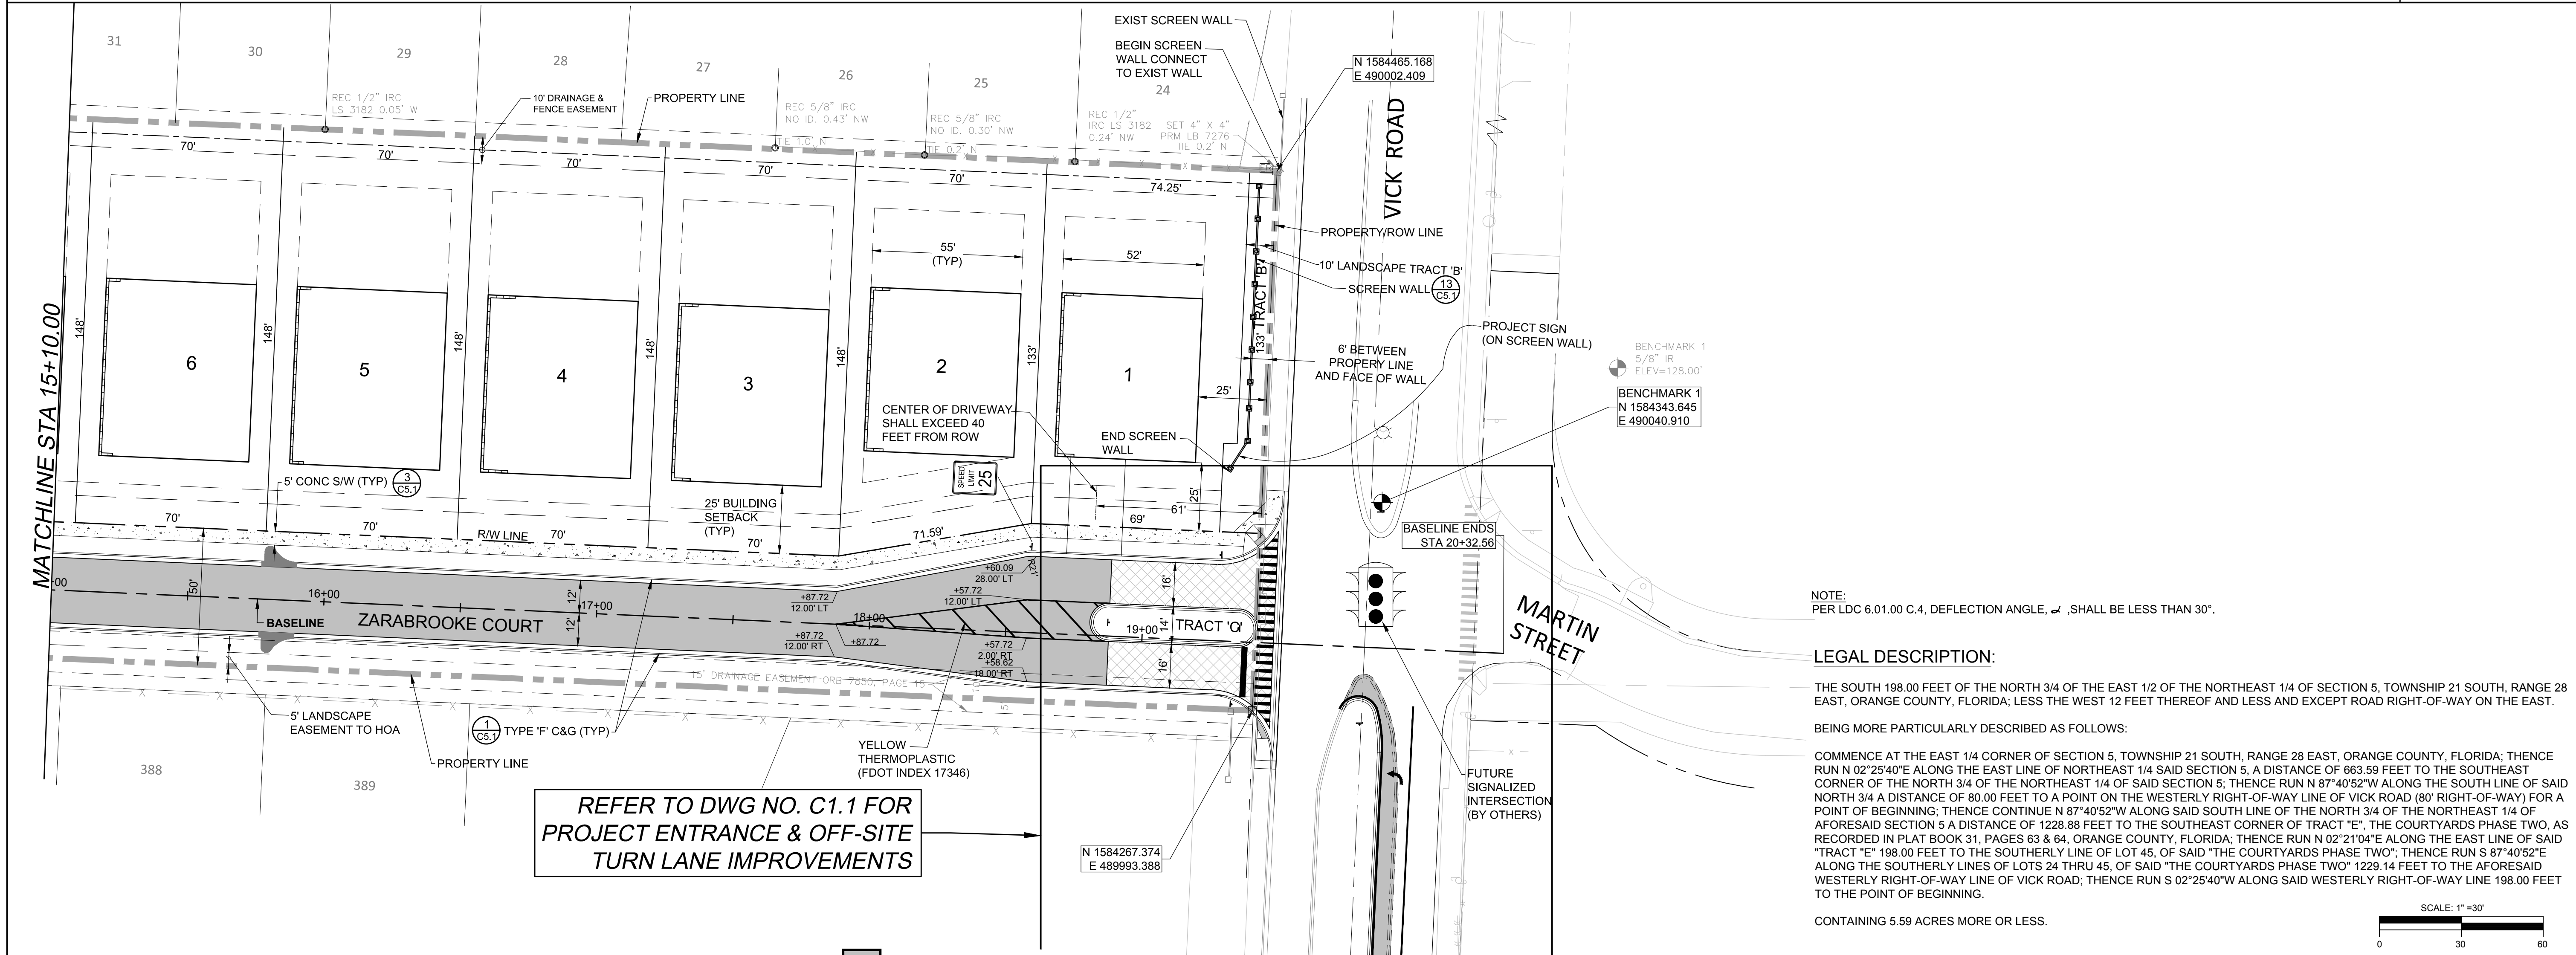 31
30
29
28
27
26
25
24
REC 1/2" IRC
LS 3182 0.05' W
10' DRAINAGE &
FENCE EASEMENT
PROPERTY LINE
REC 5/8" IRC
NO ID. 0.43' NW
TIE 1.0' N
REC 5/8" IRC
NO ID. 0.30' NW
TIE 0.2' N
REC 1/2"
IRC LS 3182
0.24' NW
SET 4" X 4"
PRM LB 7276
TIE 0.2' N
EXIST SCREEN WALL
BEGIN SCREEN
WALL CONNECT
TO EXIST WALL
N 1584465.168
E 490002.409
VICK ROAD
70'
70'
70'
70'
70'
70'
74.25'
PROPERTY/ROW LINE
10' LANDSCAPE TRACT 'B'
SCREEN WALL
13
C5.1
TRACT 'B'
133'
55'
(TYP)
52'
PROJECT SIGN
(ON SCREEN WALL)
6' BETWEEN
PROPERY LINE
AND FACE OF WALL
BENCHMARK 1
5/8" IR
ELEV=128.00'
BENCHMARK 1
N 1584343.645
E 490040.910
MATCHLINE STA 15+10.00
148'
6
148'
5
148'
4
148'
3
148'
2
133'
1
25'
CENTER OF DRIVEWAY
SHALL EXCEED 40
FEET FROM ROW
END SCREEN
WALL
SPEED
LIMIT
25
5' CONC S/W (TYP)
3
C5.1
25' BUILDING
SETBACK
(TYP)
25'
61'
69'
71.59'
70'
70'
R/W LINE
70'
70'
BASELINE ENDS
STA 20+32.56
+00
50'
16+00
BASELINE
ZARABROOKE COURT
12'
12'
17+00
+87.72
12.00' LT
+60.09
28.00' LT
R21'
+57.72
12.00' LT
18+00
+87.72
12.00' RT
+87.72
+57.72
2.00' RT
+58.62
18.00' RT
16'
14'
16'
19+00
TRACT 'C'
MARTIN
STREET
15' DRAINAGE EASEMENT ORB 7850, PAGE 15
5' LANDSCAPE
EASEMENT TO HOA
1
C5.1
TYPE 'F' C&G (TYP)
PROPERTY LINE
YELLOW
THERMOPLASTIC
(FDOT INDEX 17346)
388
389
REFER TO DWG NO. C1.1 FOR
PROJECT ENTRANCE & OFF-SITE
TURN LANE IMPROVEMENTS
N 1584267.374
E 489993.388
FUTURE
SIGNALIZED
INTERSECTION
(BY OTHERS)
NOTE:
PER LDC 6.01.00 C.4, DEFLECTION ANGLE, ⍺ ,SHALL BE LESS THAN 30°.
LEGAL DESCRIPTION:
THE SOUTH 198.00 FEET OF THE NORTH 3/4 OF THE EAST 1/2 OF THE NORTHEAST 1/4 OF SECTION 5, TOWNSHIP 21 SOUTH, RANGE 28
EAST, ORANGE COUNTY, FLORIDA; LESS THE WEST 12 FEET THEREOF AND LESS AND EXCEPT ROAD RIGHT-OF-WAY ON THE EAST.
BEING MORE PARTICULARLY DESCRIBED AS FOLLOWS:
COMMENCE AT THE EAST 1/4 CORNER OF SECTION 5, TOWNSHIP 21 SOUTH, RANGE 28 EAST, ORANGE COUNTY, FLORIDA; THENCE
RUN N 02°25'40"E ALONG THE EAST LINE OF NORTHEAST 1/4 SAID SECTION 5, A DISTANCE OF 663.59 FEET TO THE SOUTHEAST
CORNER OF THE NORTH 3/4 OF THE NORTHEAST 1/4 OF SAID SECTION 5; THENCE RUN N 87°40'52"W ALONG THE SOUTH LINE OF SAID
NORTH 3/4 A DISTANCE OF 80.00 FEET TO A POINT ON THE WESTERLY RIGHT-OF-WAY LINE OF VICK ROAD (80' RIGHT-OF-WAY) FOR A
POINT OF BEGINNING; THENCE CONTINUE N 87°40'52"W ALONG SAID SOUTH LINE OF THE NORTH 3/4 OF THE NORTHEAST 1/4 OF
AFORESAID SECTION 5 A DISTANCE OF 1228.88 FEET TO THE SOUTHEAST CORNER OF TRACT "E", THE COURTYARDS PHASE TWO, AS
RECORDED IN PLAT BOOK 31, PAGES 63 & 64, ORANGE COUNTY, FLORIDA; THENCE RUN N 02°21'04"E ALONG THE EAST LINE OF SAID
"TRACT "E" 198.00 FEET TO THE SOUTHERLY LINE OF LOT 45, OF SAID "THE COURTYARDS PHASE TWO"; THENCE RUN S 87°40'52"E
ALONG THE SOUTHERLY LINES OF LOTS 24 THRU 45, OF SAID "THE COURTYARDS PHASE TWO" 1229.14 FEET TO THE AFORESAID
WESTERLY RIGHT-OF-WAY LINE OF VICK ROAD; THENCE RUN S 02°25'40"W ALONG SAID WESTERLY RIGHT-OF-WAY LINE 198.00 FEET
TO THE POINT OF BEGINNING.
CONTAINING 5.59 ACRES MORE OR LESS.
SCALE: 1" =30'
0
30
60